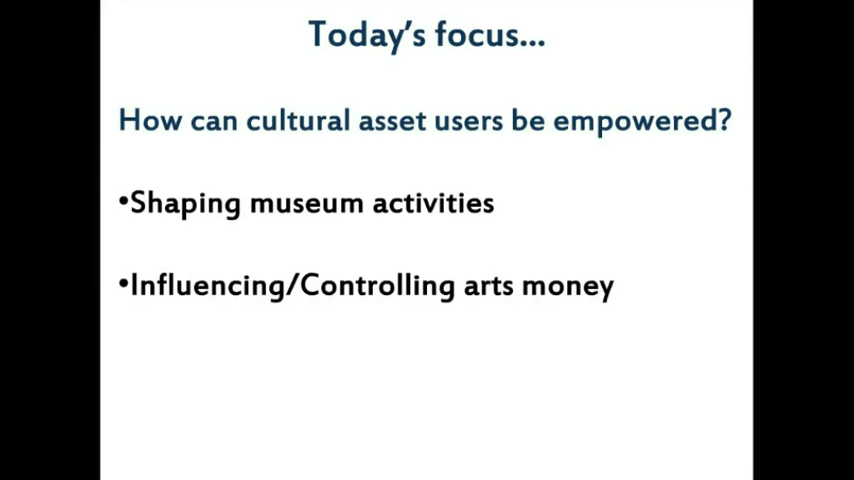 Today's focus...
How can cultural asset users be empowered?
•Shaping museum activities
•Influencing/Controlling arts money